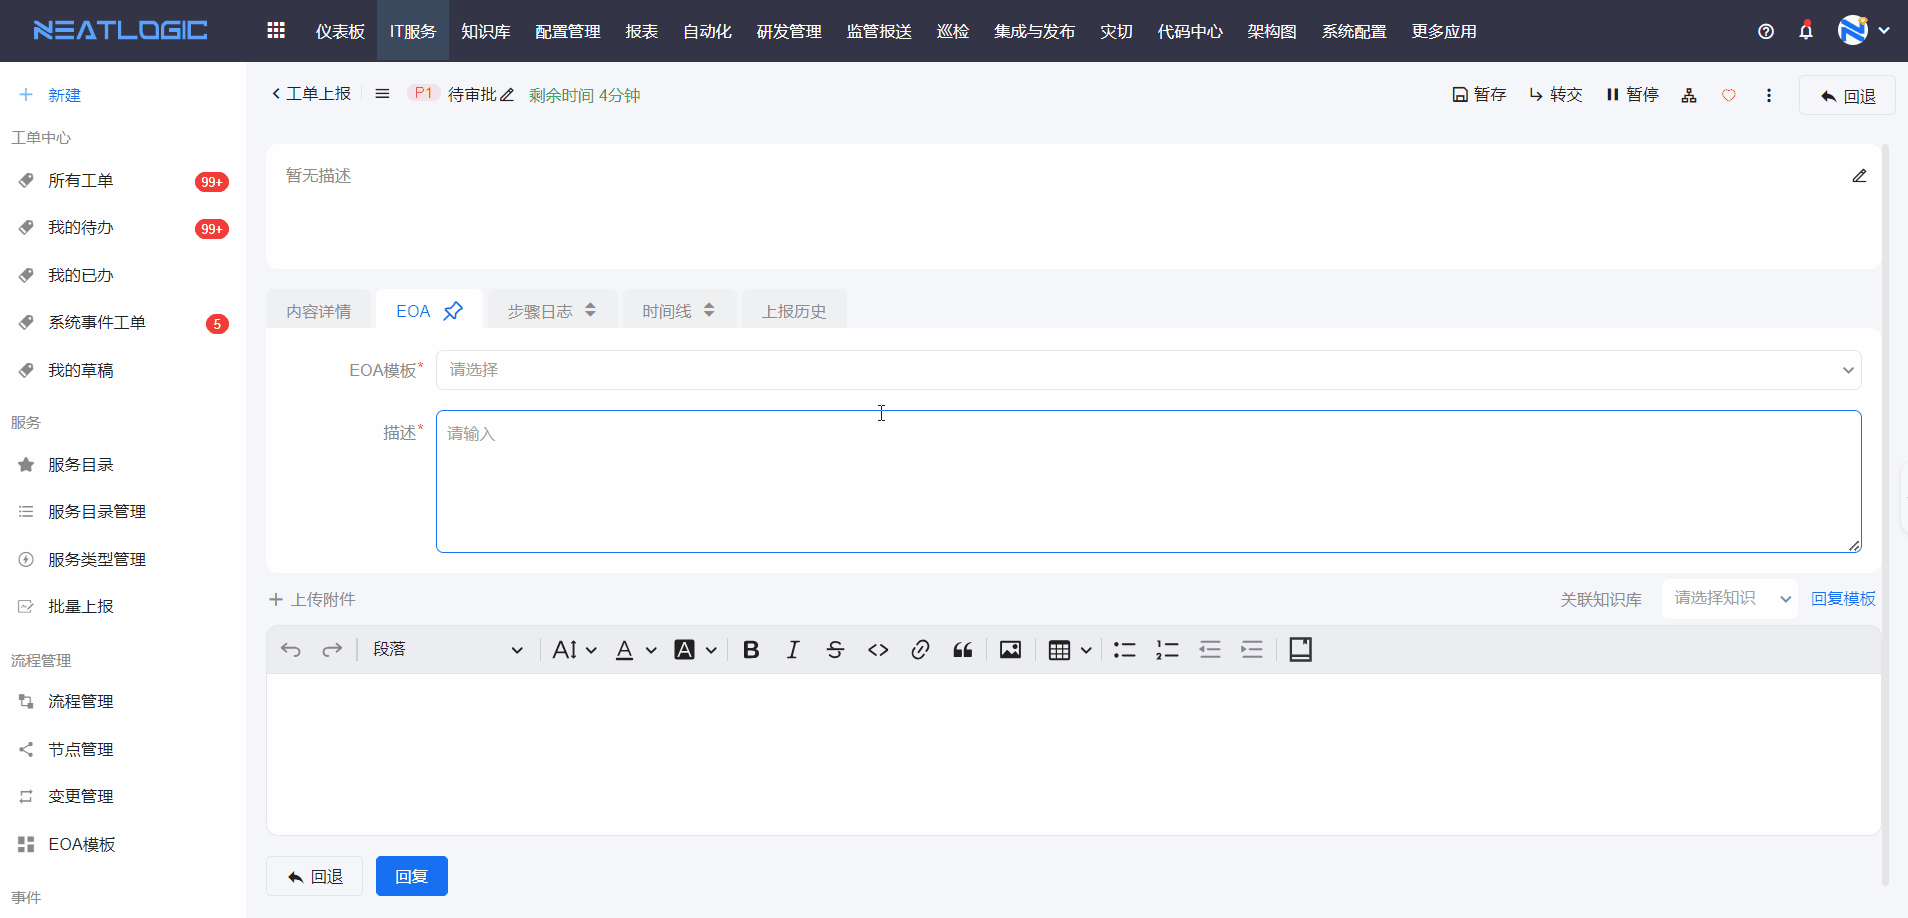 NEATLOGIC
仪表板 IT服务 知识库 配置管理 报表 自动化 研发管理 监管报送 巡检 集成与发布 灾切 代码中心 架构图 系统配置 更多应用
新建
工单中心
所有工单 99+
我的待办 99+
我的已办
系统事件工单 5
我的草稿
服务
服务目录
服务目录管理
服务类型管理
批量上报
流程管理
流程管理
节点管理
变更管理
EOA模板
事件
工单上报 P1 待审批 剩余时间 4分钟 暂存 转交 暂停 回退
暂无描述
内容详情 EOA 步骤日志 时间线 上报历史
EOA模板* 请选择
描述* 请输入
上传附件 关联知识库 请选择知识 回复模板
段落
回退 回复